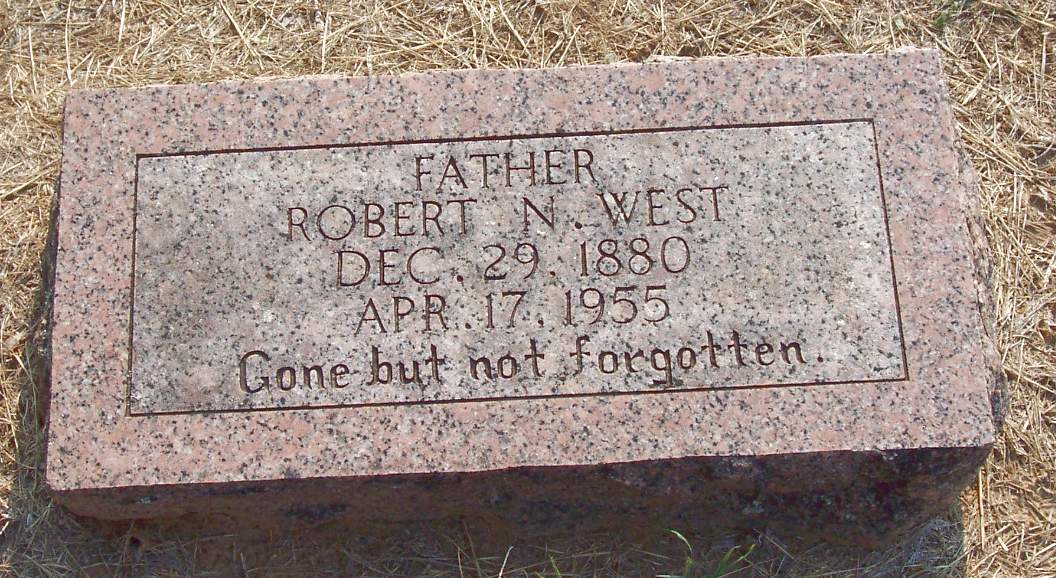 FATHER
ROBERT N. WEST
DEC. 29. 1880
APR. 17. 1955
Gone but not forgotten.